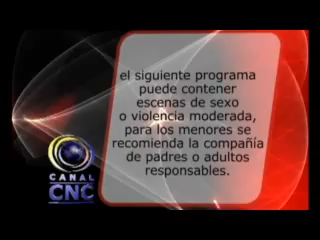 el siguiente programa
puede contener
escenas de sexo
o violencia moderada,
para los menores se
recomienda la compañía
de padres o adultos
responsables.
CANAL
CNC